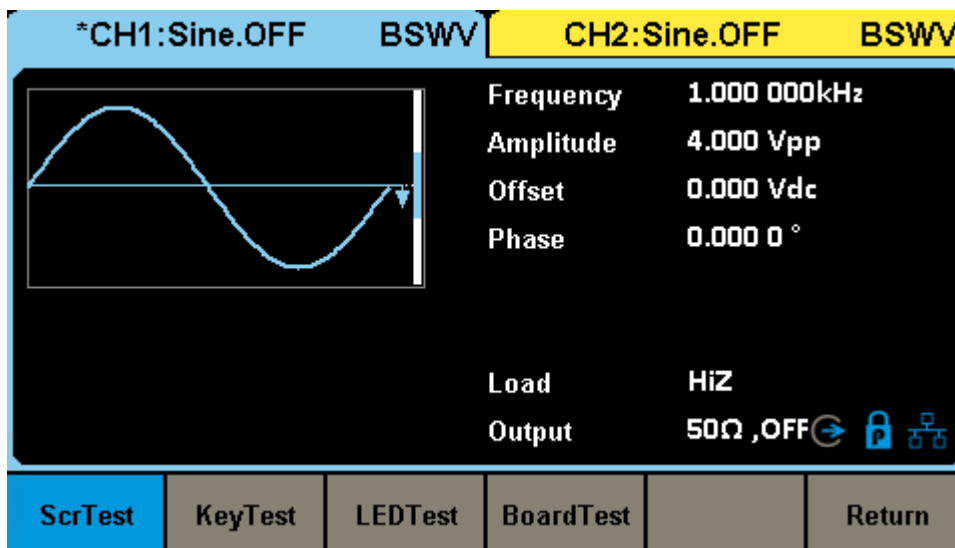 *CH1:Sine.OFF BSWV CH2:Sine.OFF BSWV
Frequency 1.000 000kHz
Amplitude 4.000 Vpp
Offset 0.000 Vdc
Phase 0.000 0 °
Load HiZ
Output 50Ω ,OFF P
ScrTest KeyTest LEDTest BoardTest Return